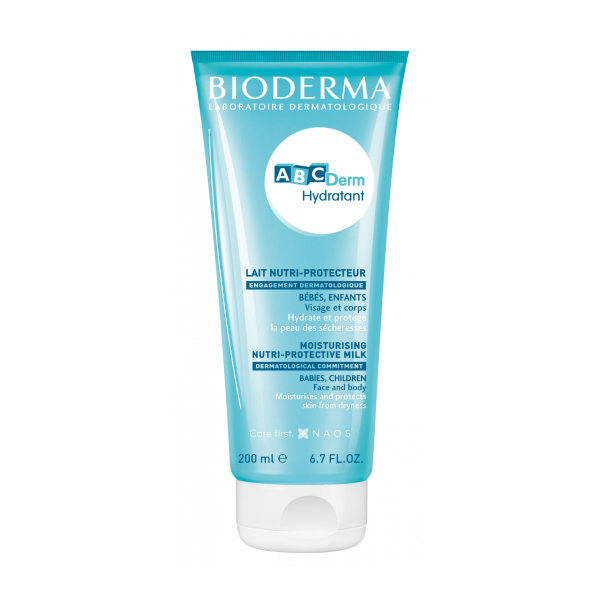 BIODERMA
LABORATOIRE DERMATOLOGIQUE
ABCDerm
Hydratant
LAIT NUTRI-PROTECTEUR
ENGAGEMENT DERMATOLOGIQUE
BÉBÉS, ENFANTS
Visage et corps
Hydrate et protège
la peau des sécheresses
MOISTURISING
NUTRI-PROTECTIVE MILK
DERMATOLOGICAL COMMITMENT
BABIES, CHILDREN
Face and body
Moisturises and protects
skin from dryness
Care first. NAOS
200 ml ℮ 6.7 FL.OZ.